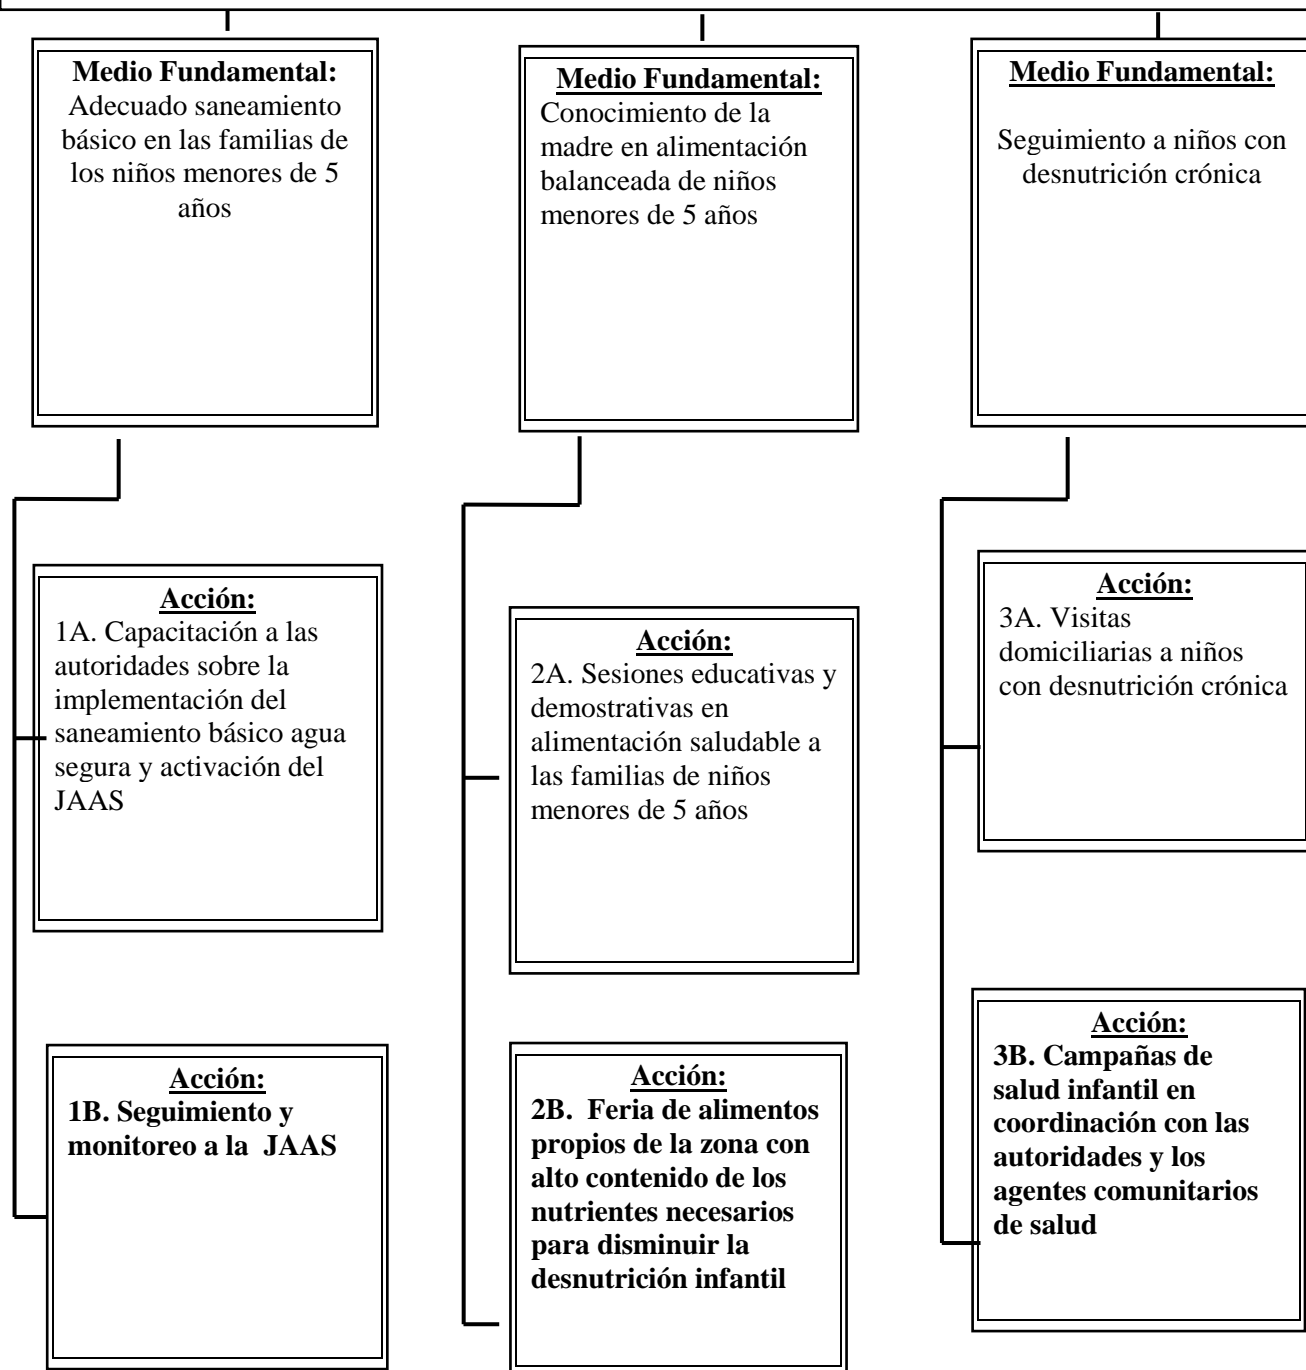 Medio Fundamental:
Adecuado saneamiento
básico en las familias de
los niños menores de 5
años
Medio Fundamental:
Conocimiento de la
madre en alimentación
balanceada de niños
menores de 5 años
Medio Fundamental:
Seguimiento a niños con
desnutrición crónica
Acción:
1A. Capacitación a las
autoridades sobre la
implementación del
saneamiento básico agua
segura y activación del
JAAS
Acción:
2A. Sesiones educativas y
demostrativas en
alimentación saludable a
las familias de niños
menores de 5 años
Acción:
3A. Visitas
domiciliarias a niños
con desnutrición crónica
Acción:
1B. Seguimiento y
monitoreo a la  JAAS
Acción:
2B.  Feria de alimentos
propios de la zona con
alto contenido de los
nutrientes necesarios
para disminuir la
desnutrición infantil
Acción:
3B. Campañas de
salud infantil en
coordinación con las
autoridades y los
agentes comunitarios
de salud